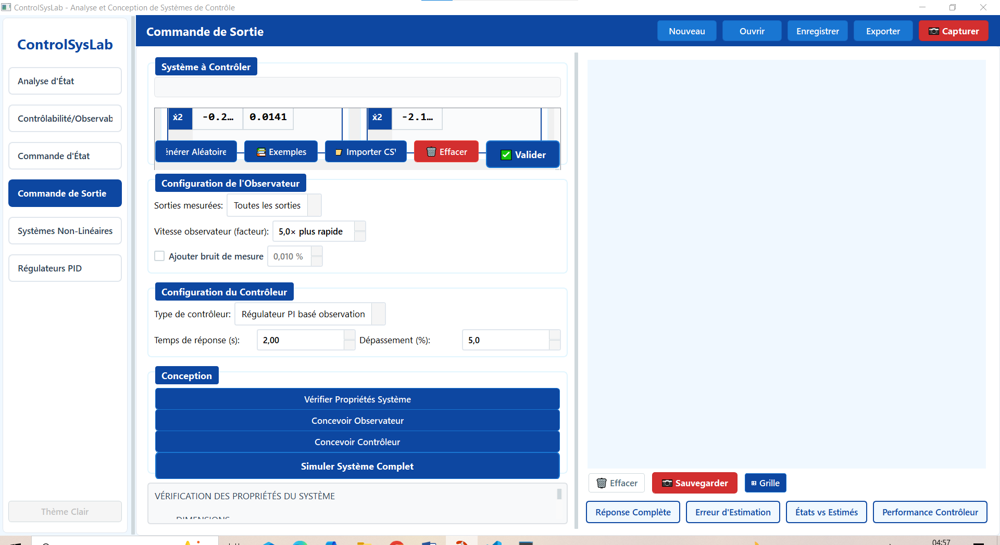 ControlSysLab - Analyse et Conception de Systèmes de Contrôle
ControlSysLab
Analyse d'État
Contrôlabilité/Observab
Commande d'État
Commande de Sortie
Systèmes Non-Linéaires
Régulateurs PID
Thème Clair
Commande de Sortie
Nouveau
Ouvrir
Enregistrer
Exporter
Capturer
Système à Contrôler
ẋ2 -0.2… 0.0141
ẋ2 -2.1…
énérer Aléatoire
Exemples
Importer CSV
Effacer
Valider
Configuration de l'Observateur
Sorties mesurées: Toutes les sorties
Vitesse observateur (facteur): 5,0× plus rapide
Ajouter bruit de mesure 0,010 %
Configuration du Contrôleur
Type de contrôleur: Régulateur PI basé observation
Temps de réponse (s): 2,00 Dépassement (%): 5,0
Conception
Vérifier Propriétés Système
Concevoir Observateur
Concevoir Contrôleur
Simuler Système Complet
VÉRIFICATION DES PROPRIÉTÉS DU SYSTÈME
DIMENSIONS
Effacer
Sauvegarder
Grille
Réponse Complète
Erreur d'Estimation
États vs Estimés
Performance Contrôleur
04:57